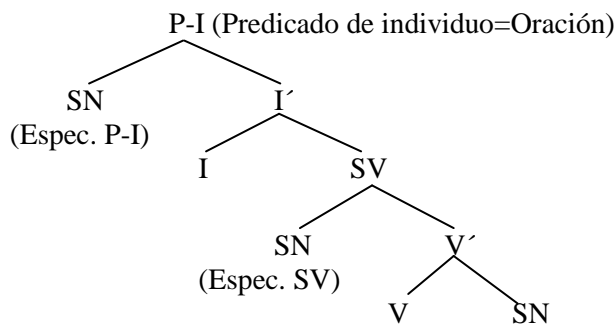 P-I (Predicado de individuo=Oración)
SN I´
(Espec. P-I)
I SV
SN V´
(Espec. SV)
V SN